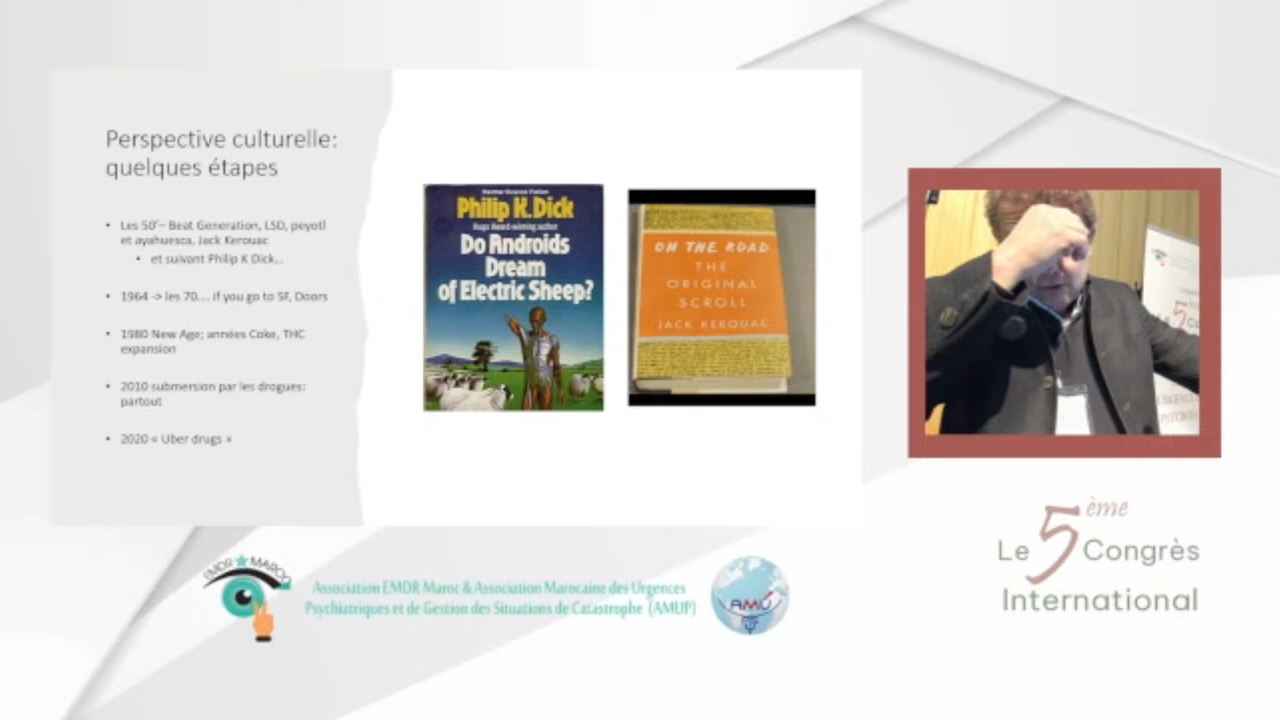 Perspective culturelle:
quelques étapes
• Les 50'– Beat Generation, LSD, peyotl
et ayahuesca, Jack Kerouac
• et suivant Philip K Dick...
• 1964 -> les 70.... if you go to SF, Doors
• 1980 New Age; années Coke, THC
expansion
• 2010 submersion par les drogues:
partout
• 2020 « Uber drugs »
Philip K. Dick
Hugo Award-winning author
Do Androids
Dream
of Electric Sheep?
ON THE ROAD
THE
ORIGINAL
SCROLL
JACK KEROUAC
5
EMDR MAROC
Association EMDR Maroc & Association Marocaine des Urgences
Psychiatriques et de Gestion des Situations de Catastrophe (AMUP)
AMU
Le 5ème Congrès
International